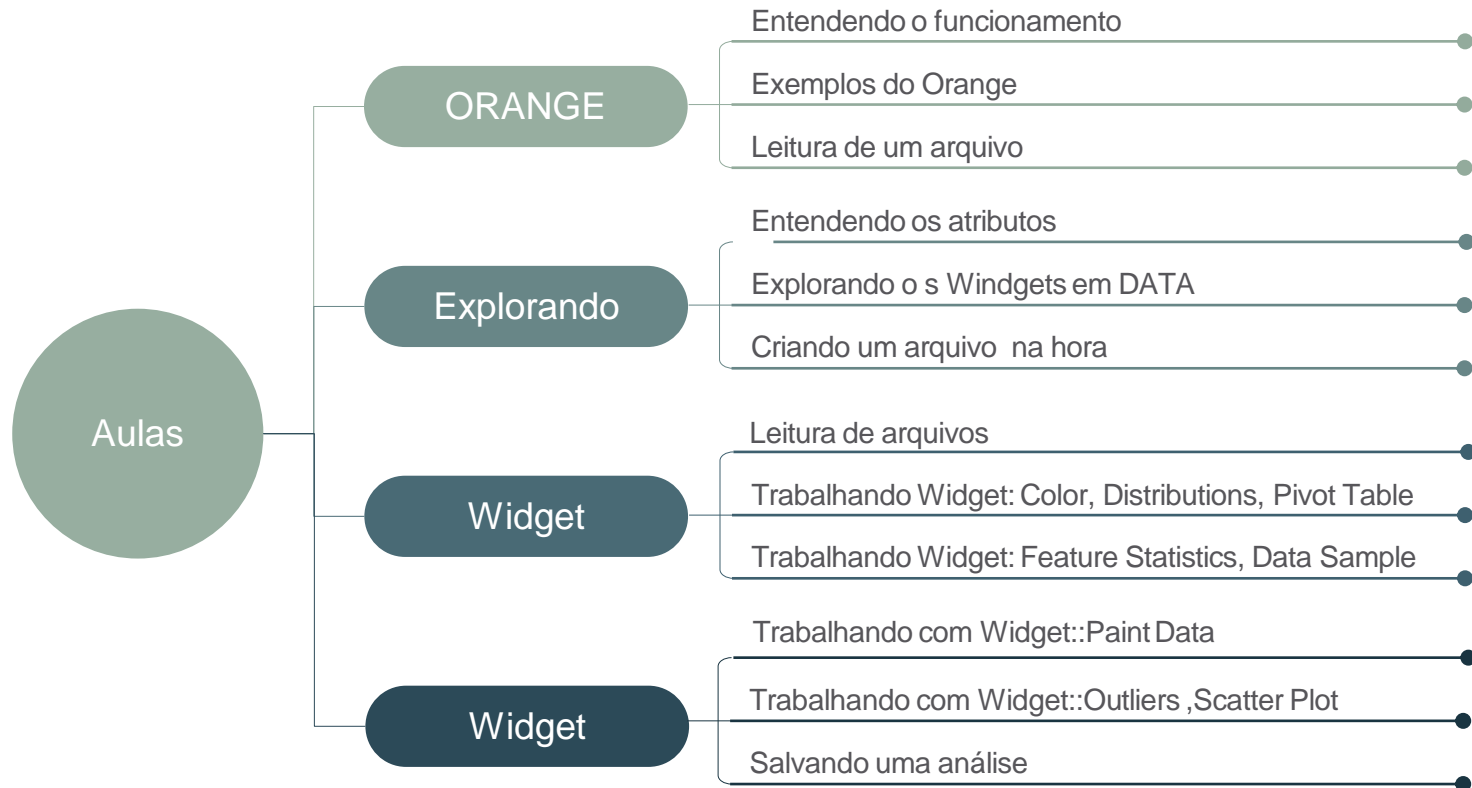 Aulas
ORANGE
Entendendo o funcionamento
Exemplos do Orange
Leitura de um arquivo
Explorando
Entendendo os atributos
Explorando o s Windgets em DATA
Criando um arquivo na hora
Widget
Leitura de arquivos
Trabalhando Widget: Color, Distributions, Pivot Table
Trabalhando Widget: Feature Statistics, Data Sample
Widget
Trabalhando com Widget::Paint Data
Trabalhando com Widget::Outliers ,Scatter Plot
Salvando uma análise